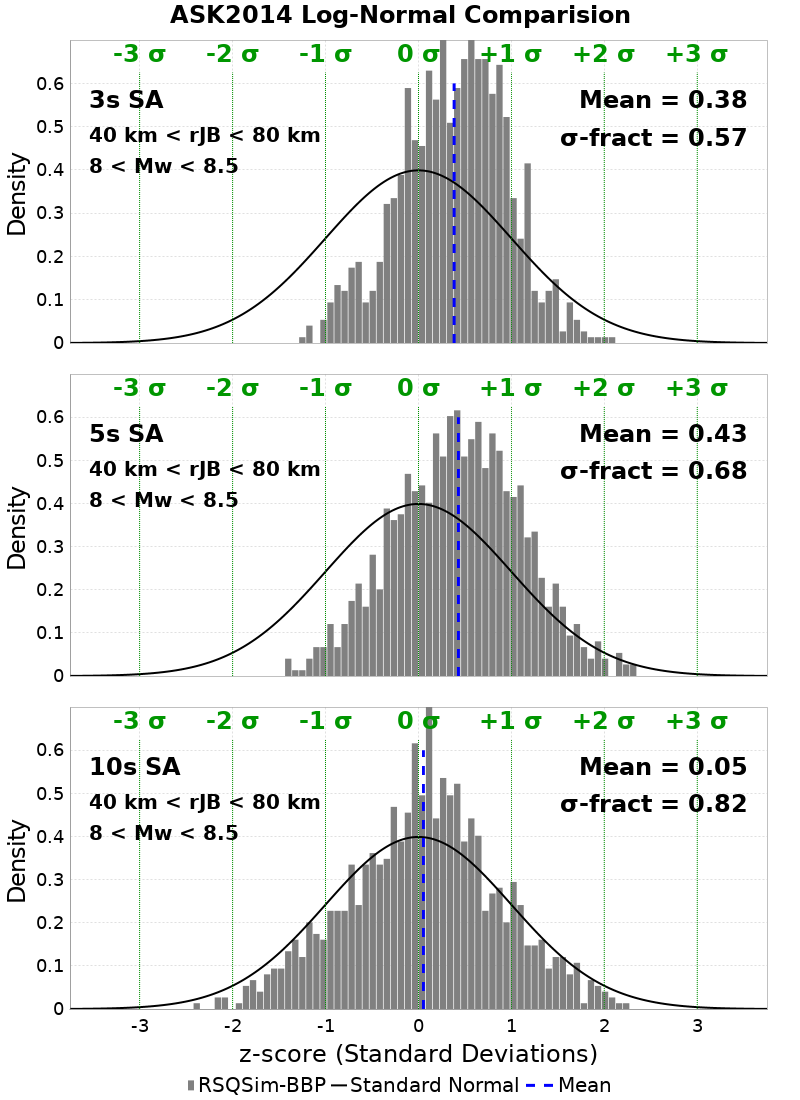 ASK2014 Log-Normal Comparision
-3 σ -2 σ -1 σ 0 σ +1 σ +2 σ +3 σ
3s SA
40 km < rJB < 80 km
8 < Mw < 8.5
Mean = 0.38
σ-fract = 0.57
Density
0.6
0.5
0.4
0.3
0.2
0.1
0
-3 σ -2 σ -1 σ 0 σ +1 σ +2 σ +3 σ
5s SA
40 km < rJB < 80 km
8 < Mw < 8.5
Mean = 0.43
σ-fract = 0.68
Density
0.6
0.5
0.4
0.3
0.2
0.1
0
-3 σ -2 σ -1 σ 0 σ +1 σ +2 σ +3 σ
10s SA
40 km < rJB < 80 km
8 < Mw < 8.5
Mean = 0.05
σ-fract = 0.82
Density
0.6
0.5
0.4
0.3
0.2
0.1
0
-3 -2 -1 0 1 2 3
z-score (Standard Deviations)
RSQSim-BBP Standard Normal Mean